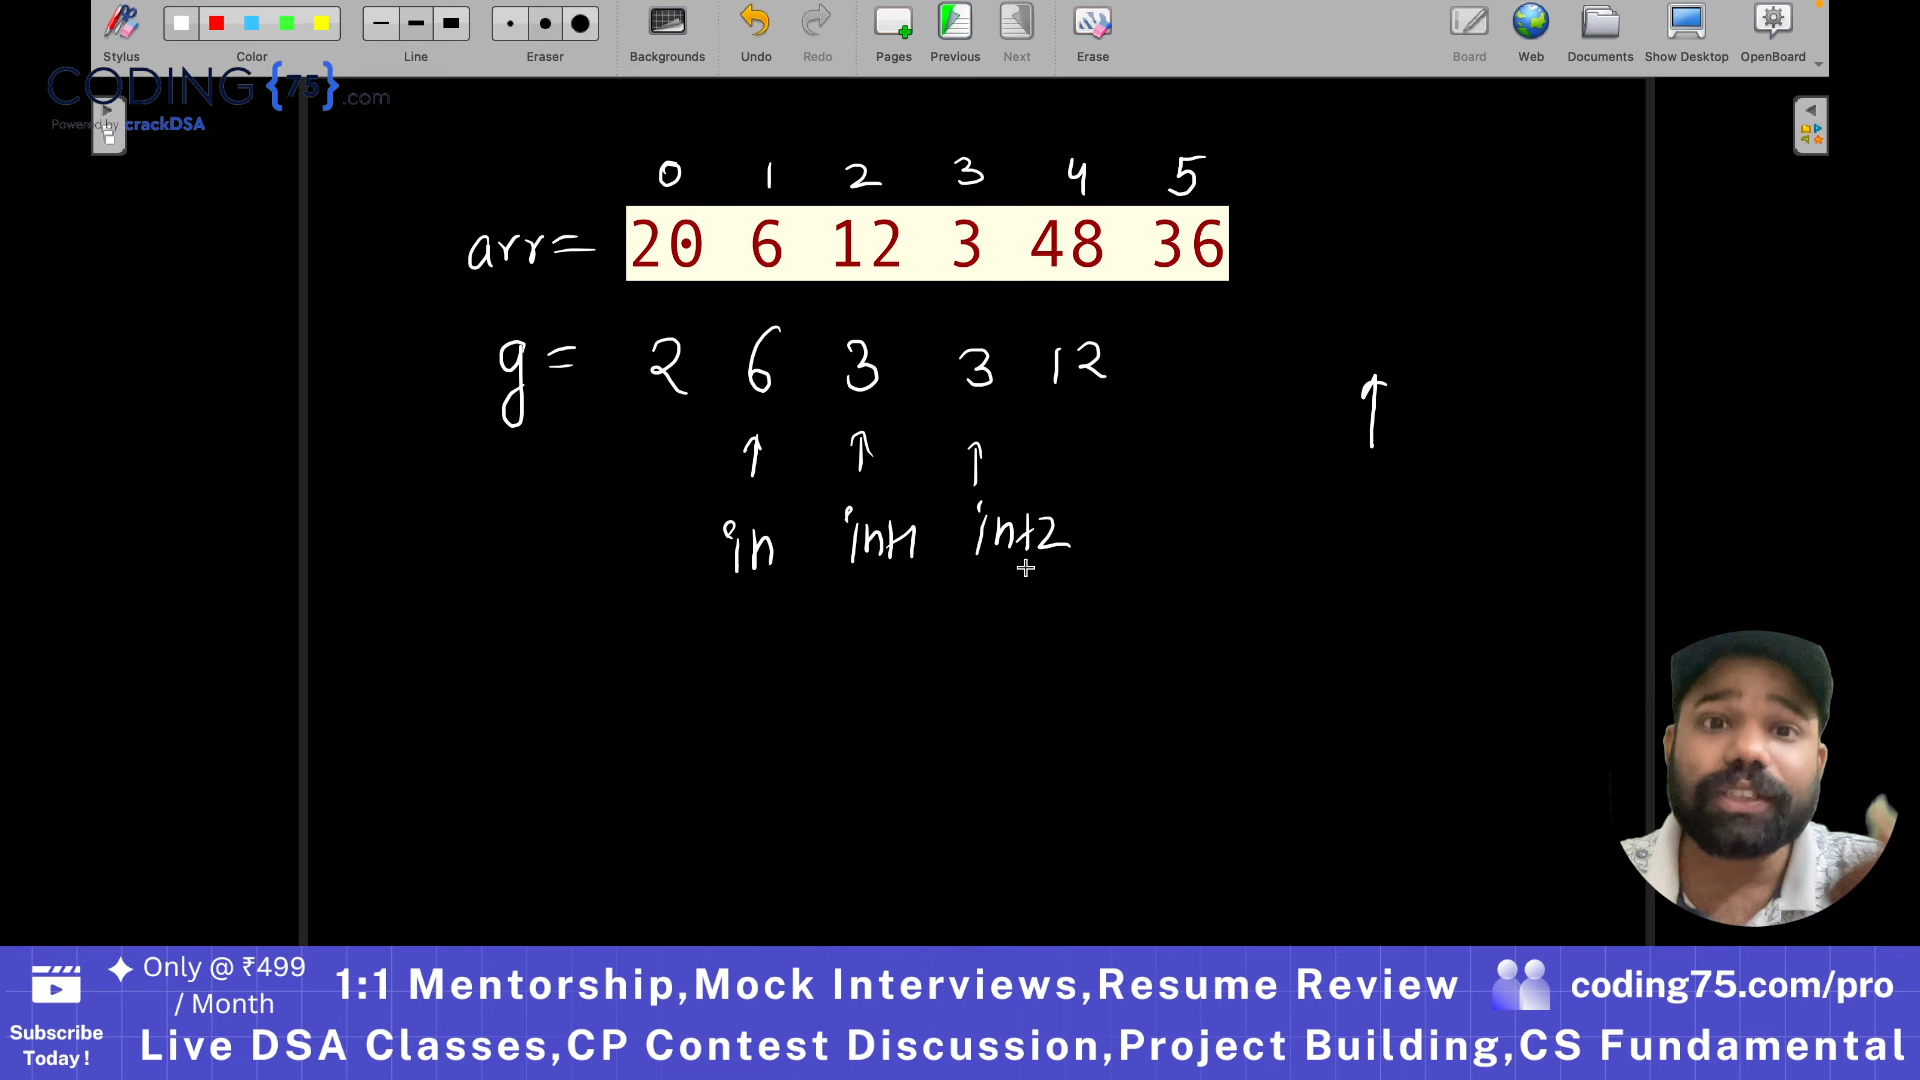 Stylus Color Line Eraser Backgrounds Undo Redo Pages Previous Next Erase Board Web Documents Show Desktop OpenBoard
CODING {75} .com
Powered by crackDSA
0 1 2 3 4 5
arr= 20 6 12 3 48 36
g= 2 6 3 3 12
in in+1 in+2
Only @ ₹499
/ Month
1:1 Mentorship,Mock Interviews,Resume Review
coding75.com/pro
Subscribe
Today !
Live DSA Classes,CP Contest Discussion,Project Building,CS Fundamental